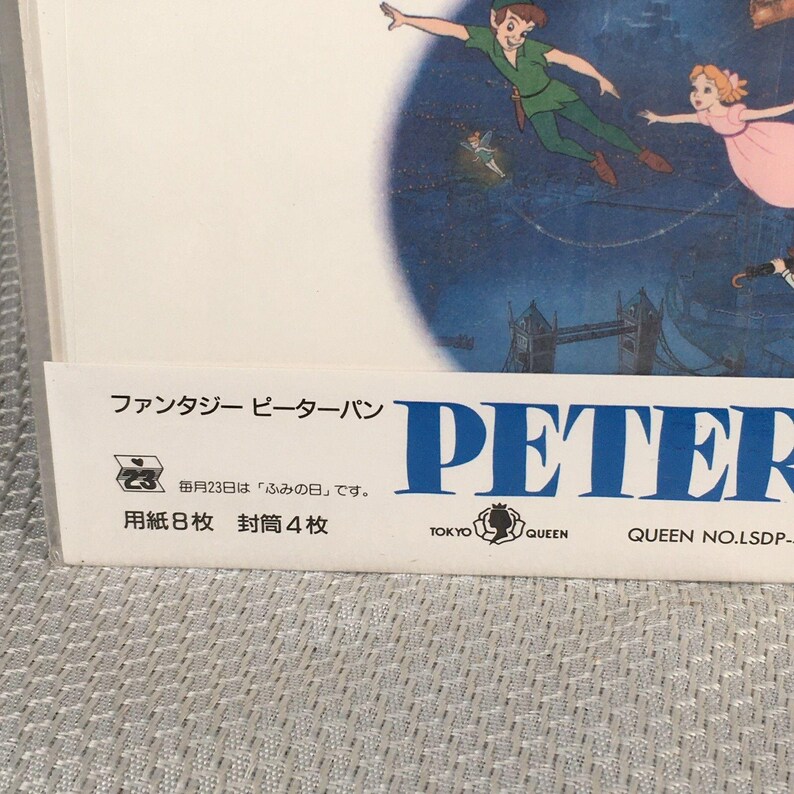 ファンタジー ピーターパン
PETER
23
毎月23日は「ふみの日」です。
用紙8枚 封筒4枚
TOKYO QUEEN
QUEEN NO.LSDP-